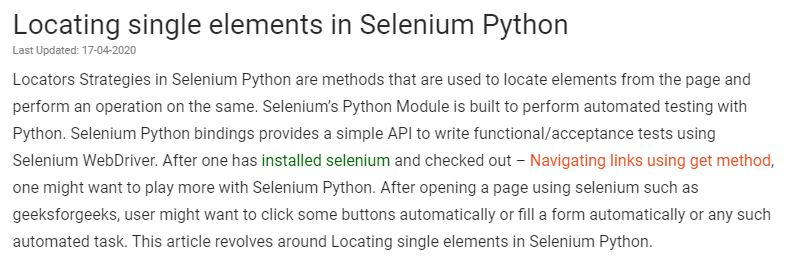 Locating single elements in Selenium Python
Last Updated: 17-04-2020
Locators Strategies in Selenium Python are methods that are used to locate elements from the page and
perform an operation on the same. Selenium’s Python Module is built to perform automated testing with
Python. Selenium Python bindings provides a simple API to write functional/acceptance tests using
Selenium WebDriver. After one has installed selenium and checked out – Navigating links using get method,
one might want to play more with Selenium Python. After opening a page using selenium such as
geeksforgeeks, user might want to click some buttons automatically or fill a form automatically or any such
automated task. This article revolves around Locating single elements in Selenium Python.